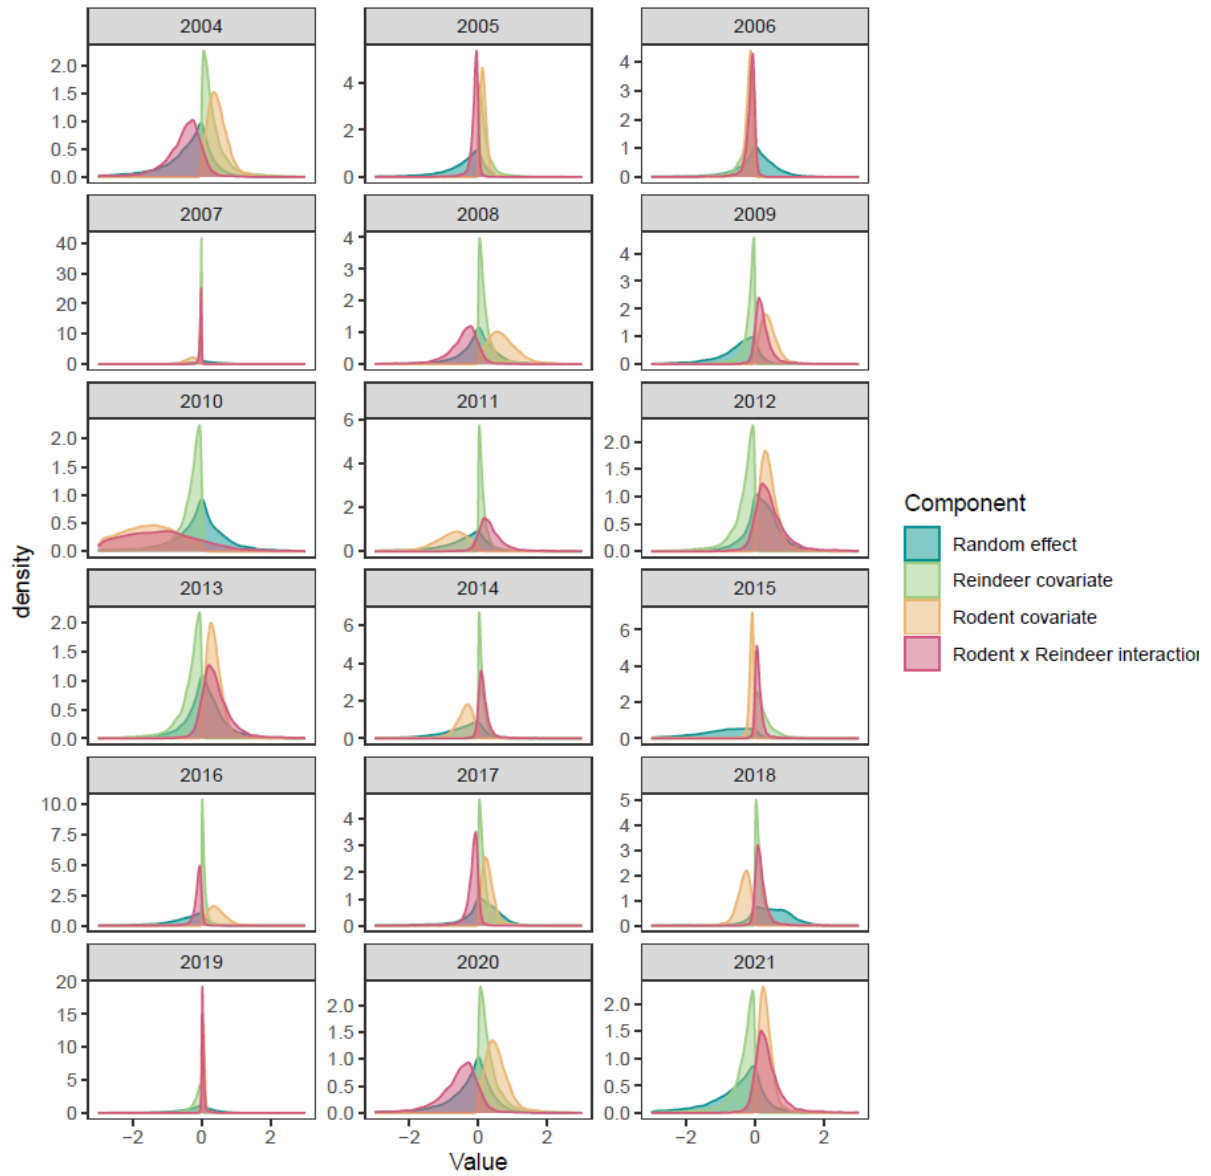 2004 2005 2006
2.0 4 4
1.5 3
1.0 2 2
0.5 1
0.0 0 0
2007 2008 2009
40 4 4
30 3 3
20 2 2
10 1 1
0 0 0
2010 2011 2012
2.0 6 2.0
1.5 4 1.5
1.0 2 1.0
0.5 0.5
0.0 0 0.0
2013 2014 2015
2.0 6 6
1.5 4 4
1.0 2 2
0.5
0.0 0 0
2016 2017 2018
10.0 4 5
7.5 3 4
5.0 2 3
2.5 1 2
0.0 0 1
0
2019 2020 2021
20 2.0 2.0
15 1.5 1.5
10 1.0 1.0
5 0.5 0.5
0 0.0 0.0
−2 0 2 −2 0 2 −2 0 2
Value
density
Component
Random effect
Reindeer covariate
Rodent covariate
Rodent x Reindeer interaction